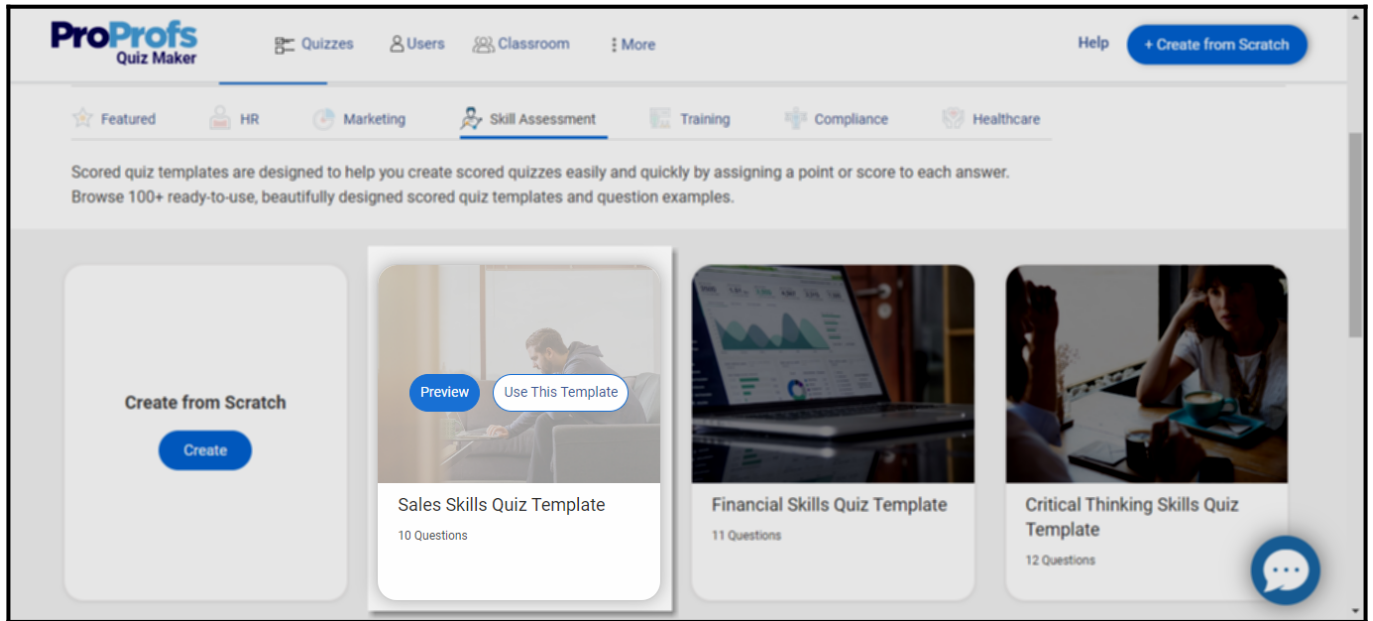 ProProfs
Quiz Maker
Quizzes
Users
Classroom
More
Help
+ Create from Scratch
Featured
HR
Marketing
Skill Assessment
Training
Compliance
Healthcare
Scored quiz templates are designed to help you create scored quizzes easily and quickly by assigning a point or score to each answer.
Browse 100+ ready-to-use, beautifully designed scored quiz templates and question examples.
Create from Scratch
Create
Preview
Use This Template
Sales Skills Quiz Template
10 Questions
Financial Skills Quiz Template
11 Questions
Critical Thinking Skills Quiz
Template
12 Questions